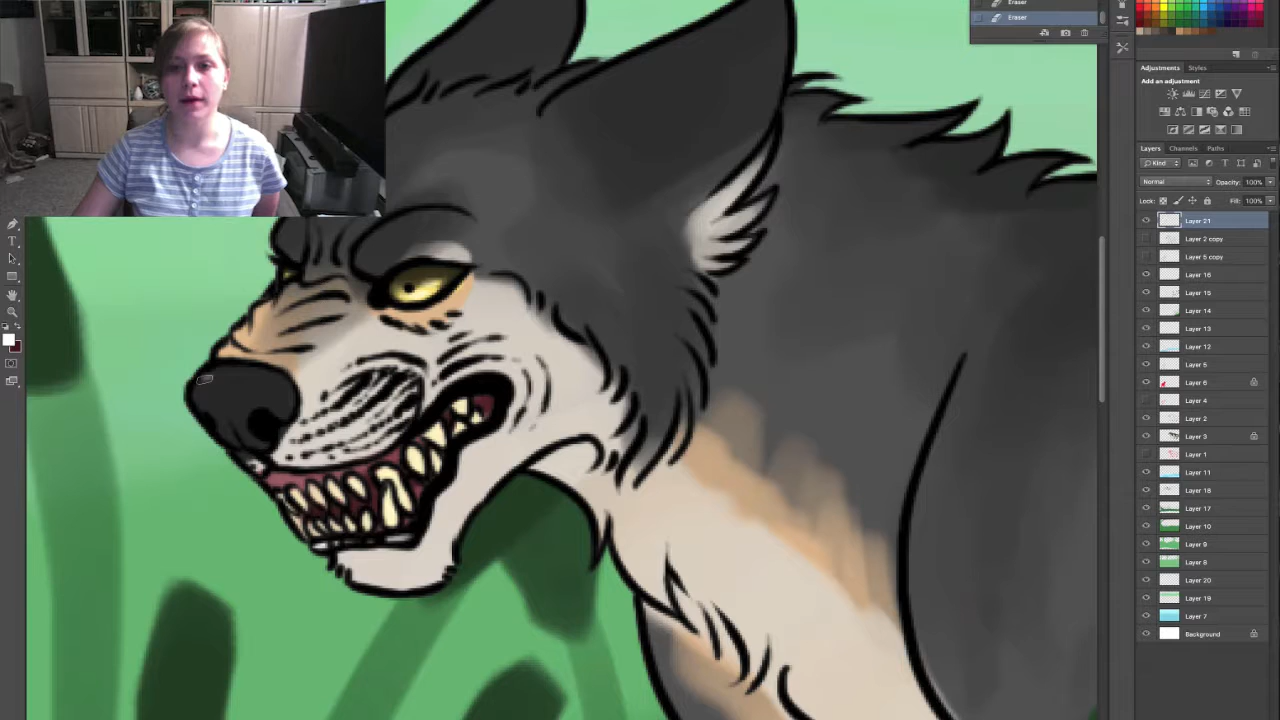 Eraser
Eraser
Adjustments Styles
Add an adjustment
Layers Channels Paths
Kind
Normal Opacity: 100%
Lock: Fill: 100%
Layer 21
Layer 2 copy
Layer 5 copy
Layer 16
Layer 15
Layer 14
Layer 13
Layer 12
Layer 5
Layer 6
Layer 4
Layer 2
Layer 3
Layer 1
Layer 11
Layer 18
Layer 17
Layer 10
Layer 9
Layer 8
Layer 20
Layer 19
Layer 7
Background